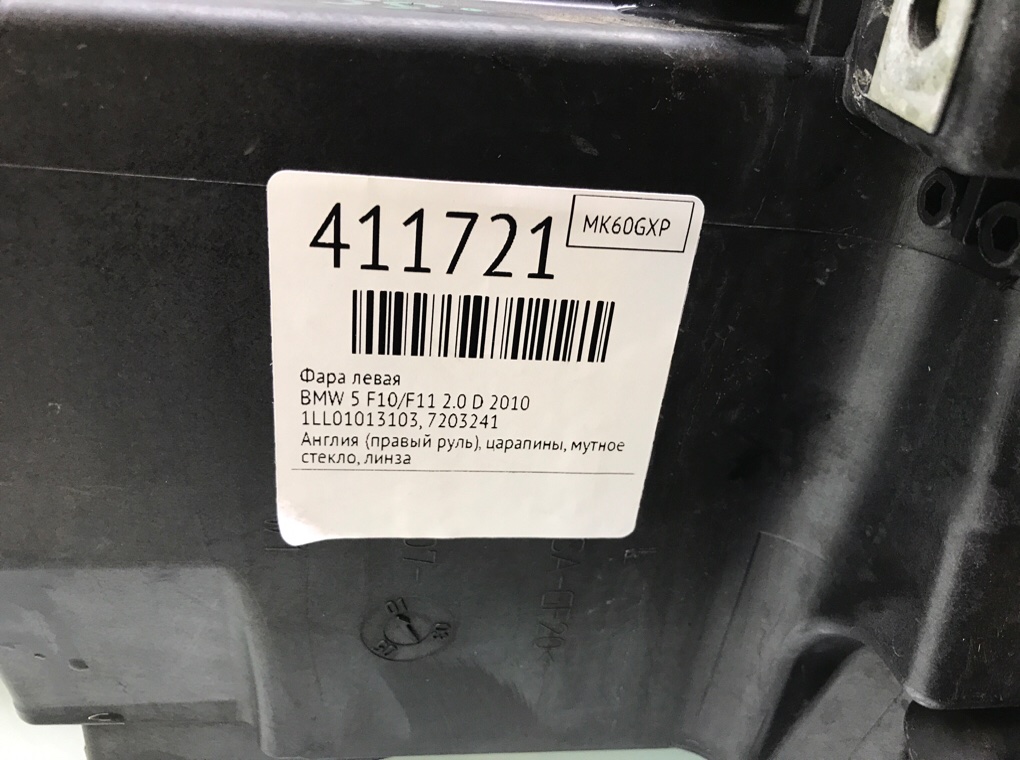 411721
MK60GXP
Фара левая
BMW 5 F10/F11 2.0 D 2010
1LL01013103, 7203241
Англия (правый руль), царапины, мутное
стекло, линза
07-